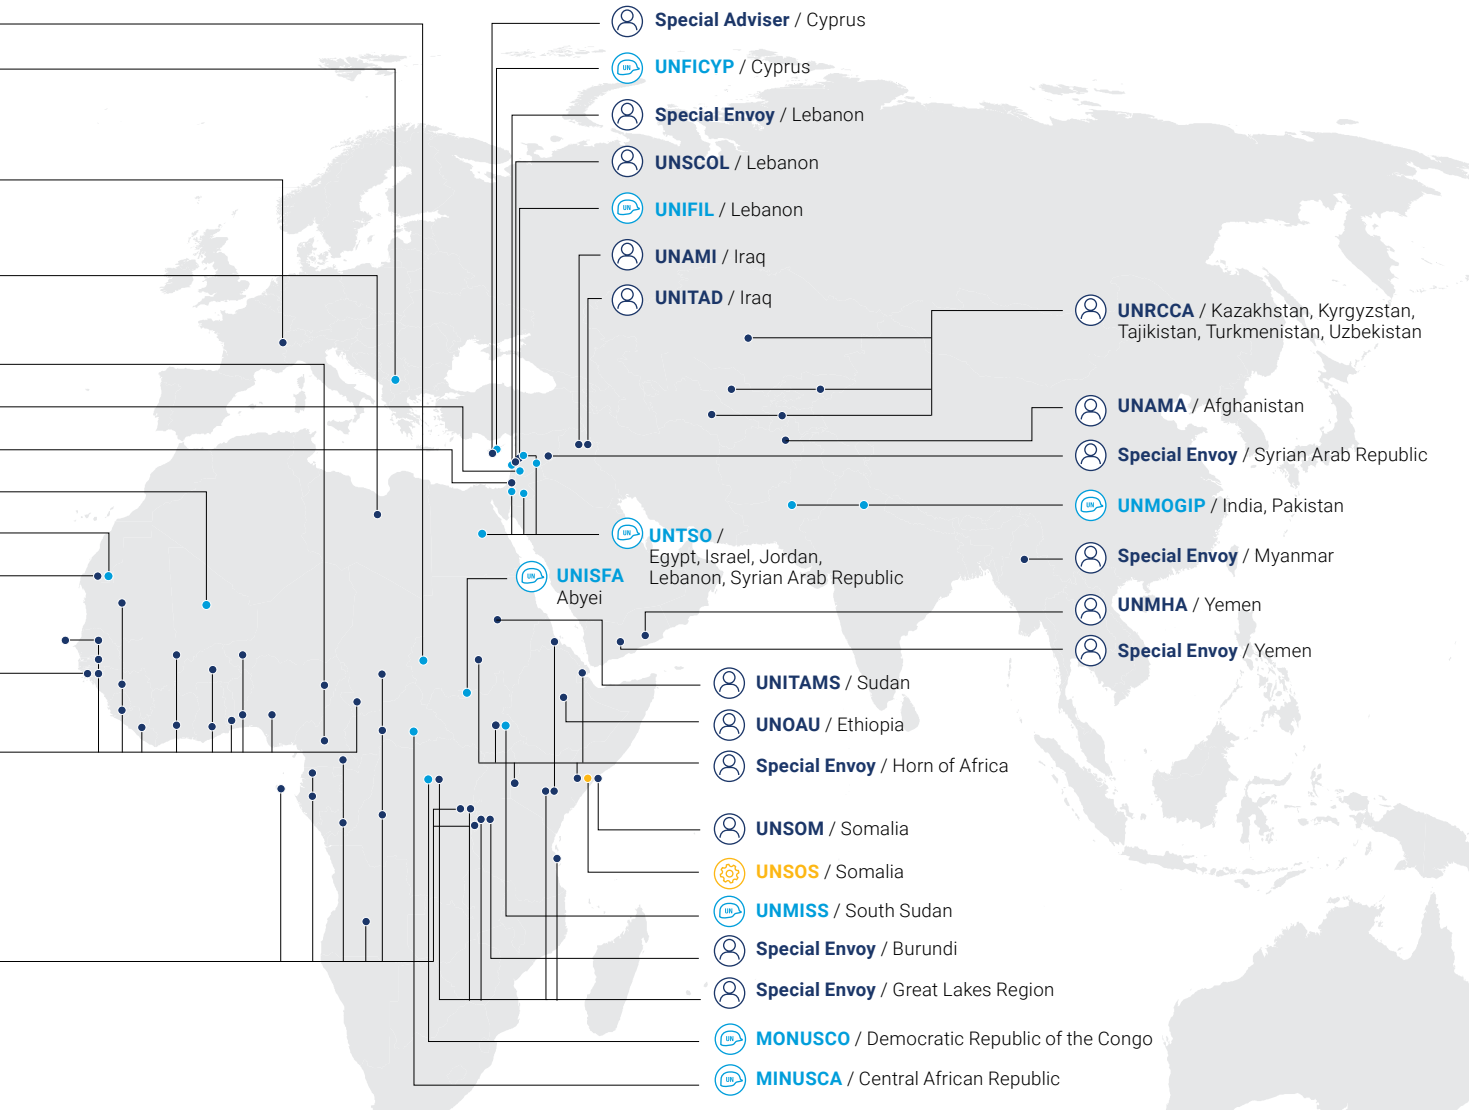 Special Adviser / Cyprus
UNFICYP / Cyprus
Special Envoy / Lebanon
UNSCOL / Lebanon
UNIFIL / Lebanon
UNAMI / Iraq
UNITAD / Iraq
UNRCCA / Kazakhstan, Kyrgyzstan,
Tajikistan, Turkmenistan, Uzbekistan
UNAMA / Afghanistan
Special Envoy / Syrian Arab Republic
UNMOGIP / India, Pakistan
UNTSO /
Egypt, Israel, Jordan,
Lebanon, Syrian Arab Republic
Special Envoy / Myanmar
UNISFA
Abyei
UNMHA / Yemen
Special Envoy / Yemen
UNITAMS / Sudan
UNOAU / Ethiopia
Special Envoy / Horn of Africa
UNSOM / Somalia
UNSOS / Somalia
UNMISS / South Sudan
Special Envoy / Burundi
Special Envoy / Great Lakes Region
MONUSCO / Democratic Republic of the Congo
MINUSCA / Central African Republic